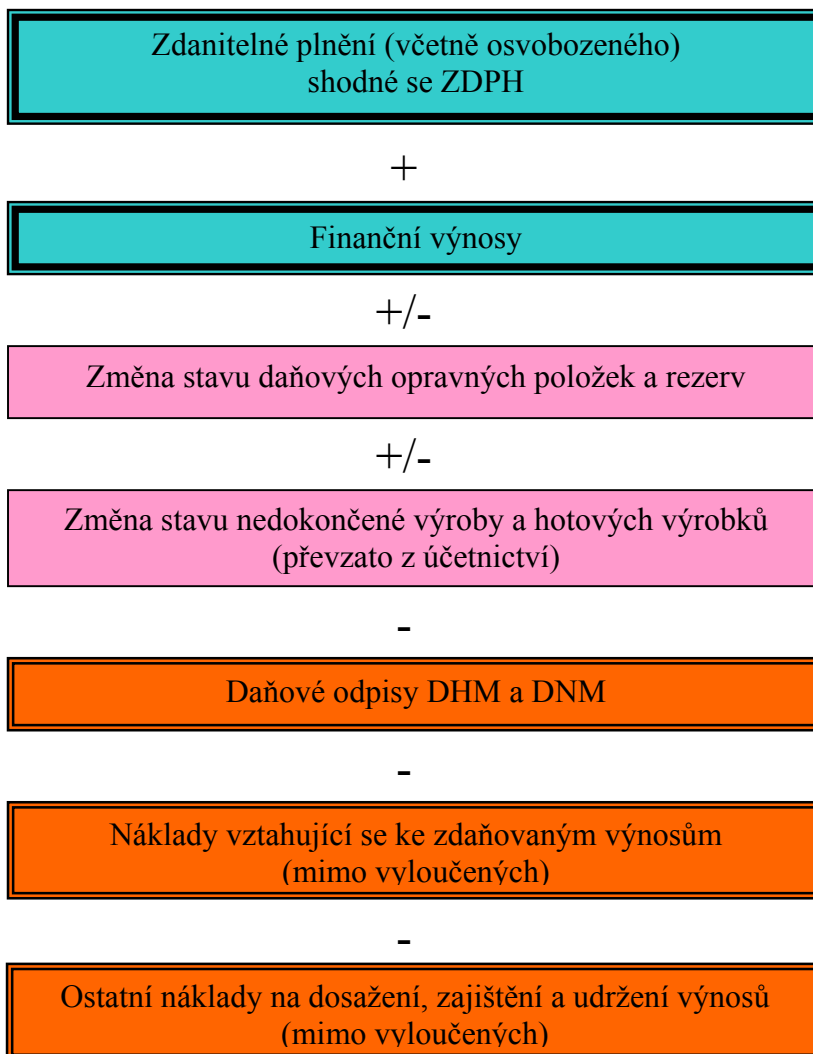 Zdanitelné plnění (včetně osvobozeného)
shodné se ZDPH
+
Finanční výnosy
+/-
Změna stavu daňových opravných položek a rezerv
+/-
Změna stavu nedokončené výroby a hotových výrobků
(převzato z účetnictví)
-
Daňové odpisy DHM a DNM
-
Náklady vztahující se ke zdaňovaným výnosům
(mimo vyloučených)
-
Ostatní náklady na dosažení, zajištění a udržení výnosů
(mimo vyloučených)